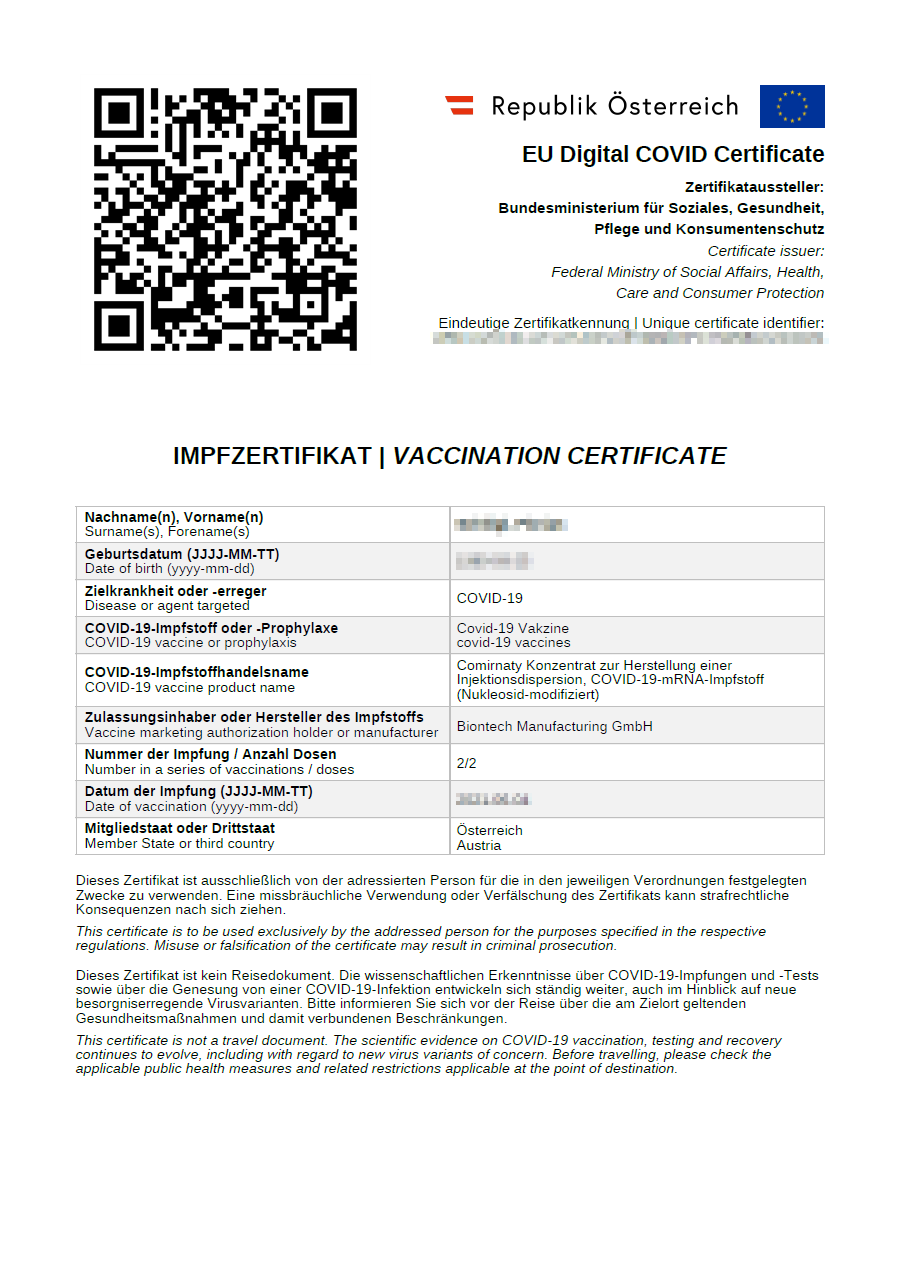 Republik Österreich
EU Digital COVID Certificate
Zertifikataussteller:
Bundesministerium für Soziales, Gesundheit,
Pflege und Konsumentenschutz
Certificate issuer:
Federal Ministry of Social Affairs, Health,
Care and Consumer Protection
Eindeutige Zertifikatkennung | Unique certificate identifier:
IMPFZERTIFIKAT | VACCINATION CERTIFICATE
Nachname(n), Vorname(n)
Surname(s), Forename(s)
Geburtsdatum (JJJJ-MM-TT)
Date of birth (yyyy-mm-dd)
Zielkrankheit oder -erreger
Disease or agent targeted
COVID-19
COVID-19-Impfstoff oder -Prophylaxe
COVID-19 vaccine or prophylaxis
Covid-19 Vakzine
covid-19 vaccines
COVID-19-Impfstoffhandelsname
COVID-19 vaccine product name
Comirnaty Konzentrat zur Herstellung einer
Injektionsdispersion, COVID-19-mRNA-Impfstoff
(Nukleosid-modifiziert)
Zulassungsinhaber oder Hersteller des Impfstoffs
Vaccine marketing authorization holder or manufacturer
Biontech Manufacturing GmbH
Nummer der Impfung / Anzahl Dosen
Number in a series of vaccinations / doses
2/2
Datum der Impfung (JJJJ-MM-TT)
Date of vaccination (yyyy-mm-dd)
Mitgliedstaat oder Drittstaat
Member State or third country
Österreich
Austria
Dieses Zertifikat ist ausschließlich von der adressierten Person für die in den jeweiligen Verordnungen festgelegten
Zwecke zu verwenden. Eine missbräuchliche Verwendung oder Verfälschung des Zertifikats kann strafrechtliche
Konsequenzen nach sich ziehen.
This certificate is to be used exclusively by the addressed person for the purposes specified in the respective
regulations. Misuse or falsification of the certificate may result in criminal prosecution.
Dieses Zertifikat ist kein Reisedokument. Die wissenschaftlichen Erkenntnisse über COVID-19-Impfungen und -Tests
sowie über die Genesung von einer COVID-19-Infektion entwickeln sich ständig weiter, auch im Hinblick auf neue
besorgniserregende Virusvarianten. Bitte informieren Sie sich vor der Reise über die am Zielort geltenden
Gesundheitsmaßnahmen und damit verbundenen Beschränkungen.
This certificate is not a travel document. The scientific evidence on COVID-19 vaccination, testing and recovery
continues to evolve, including with regard to new virus variants of concern. Before travelling, please check the
applicable public health measures and related restrictions applicable at the point of destination.